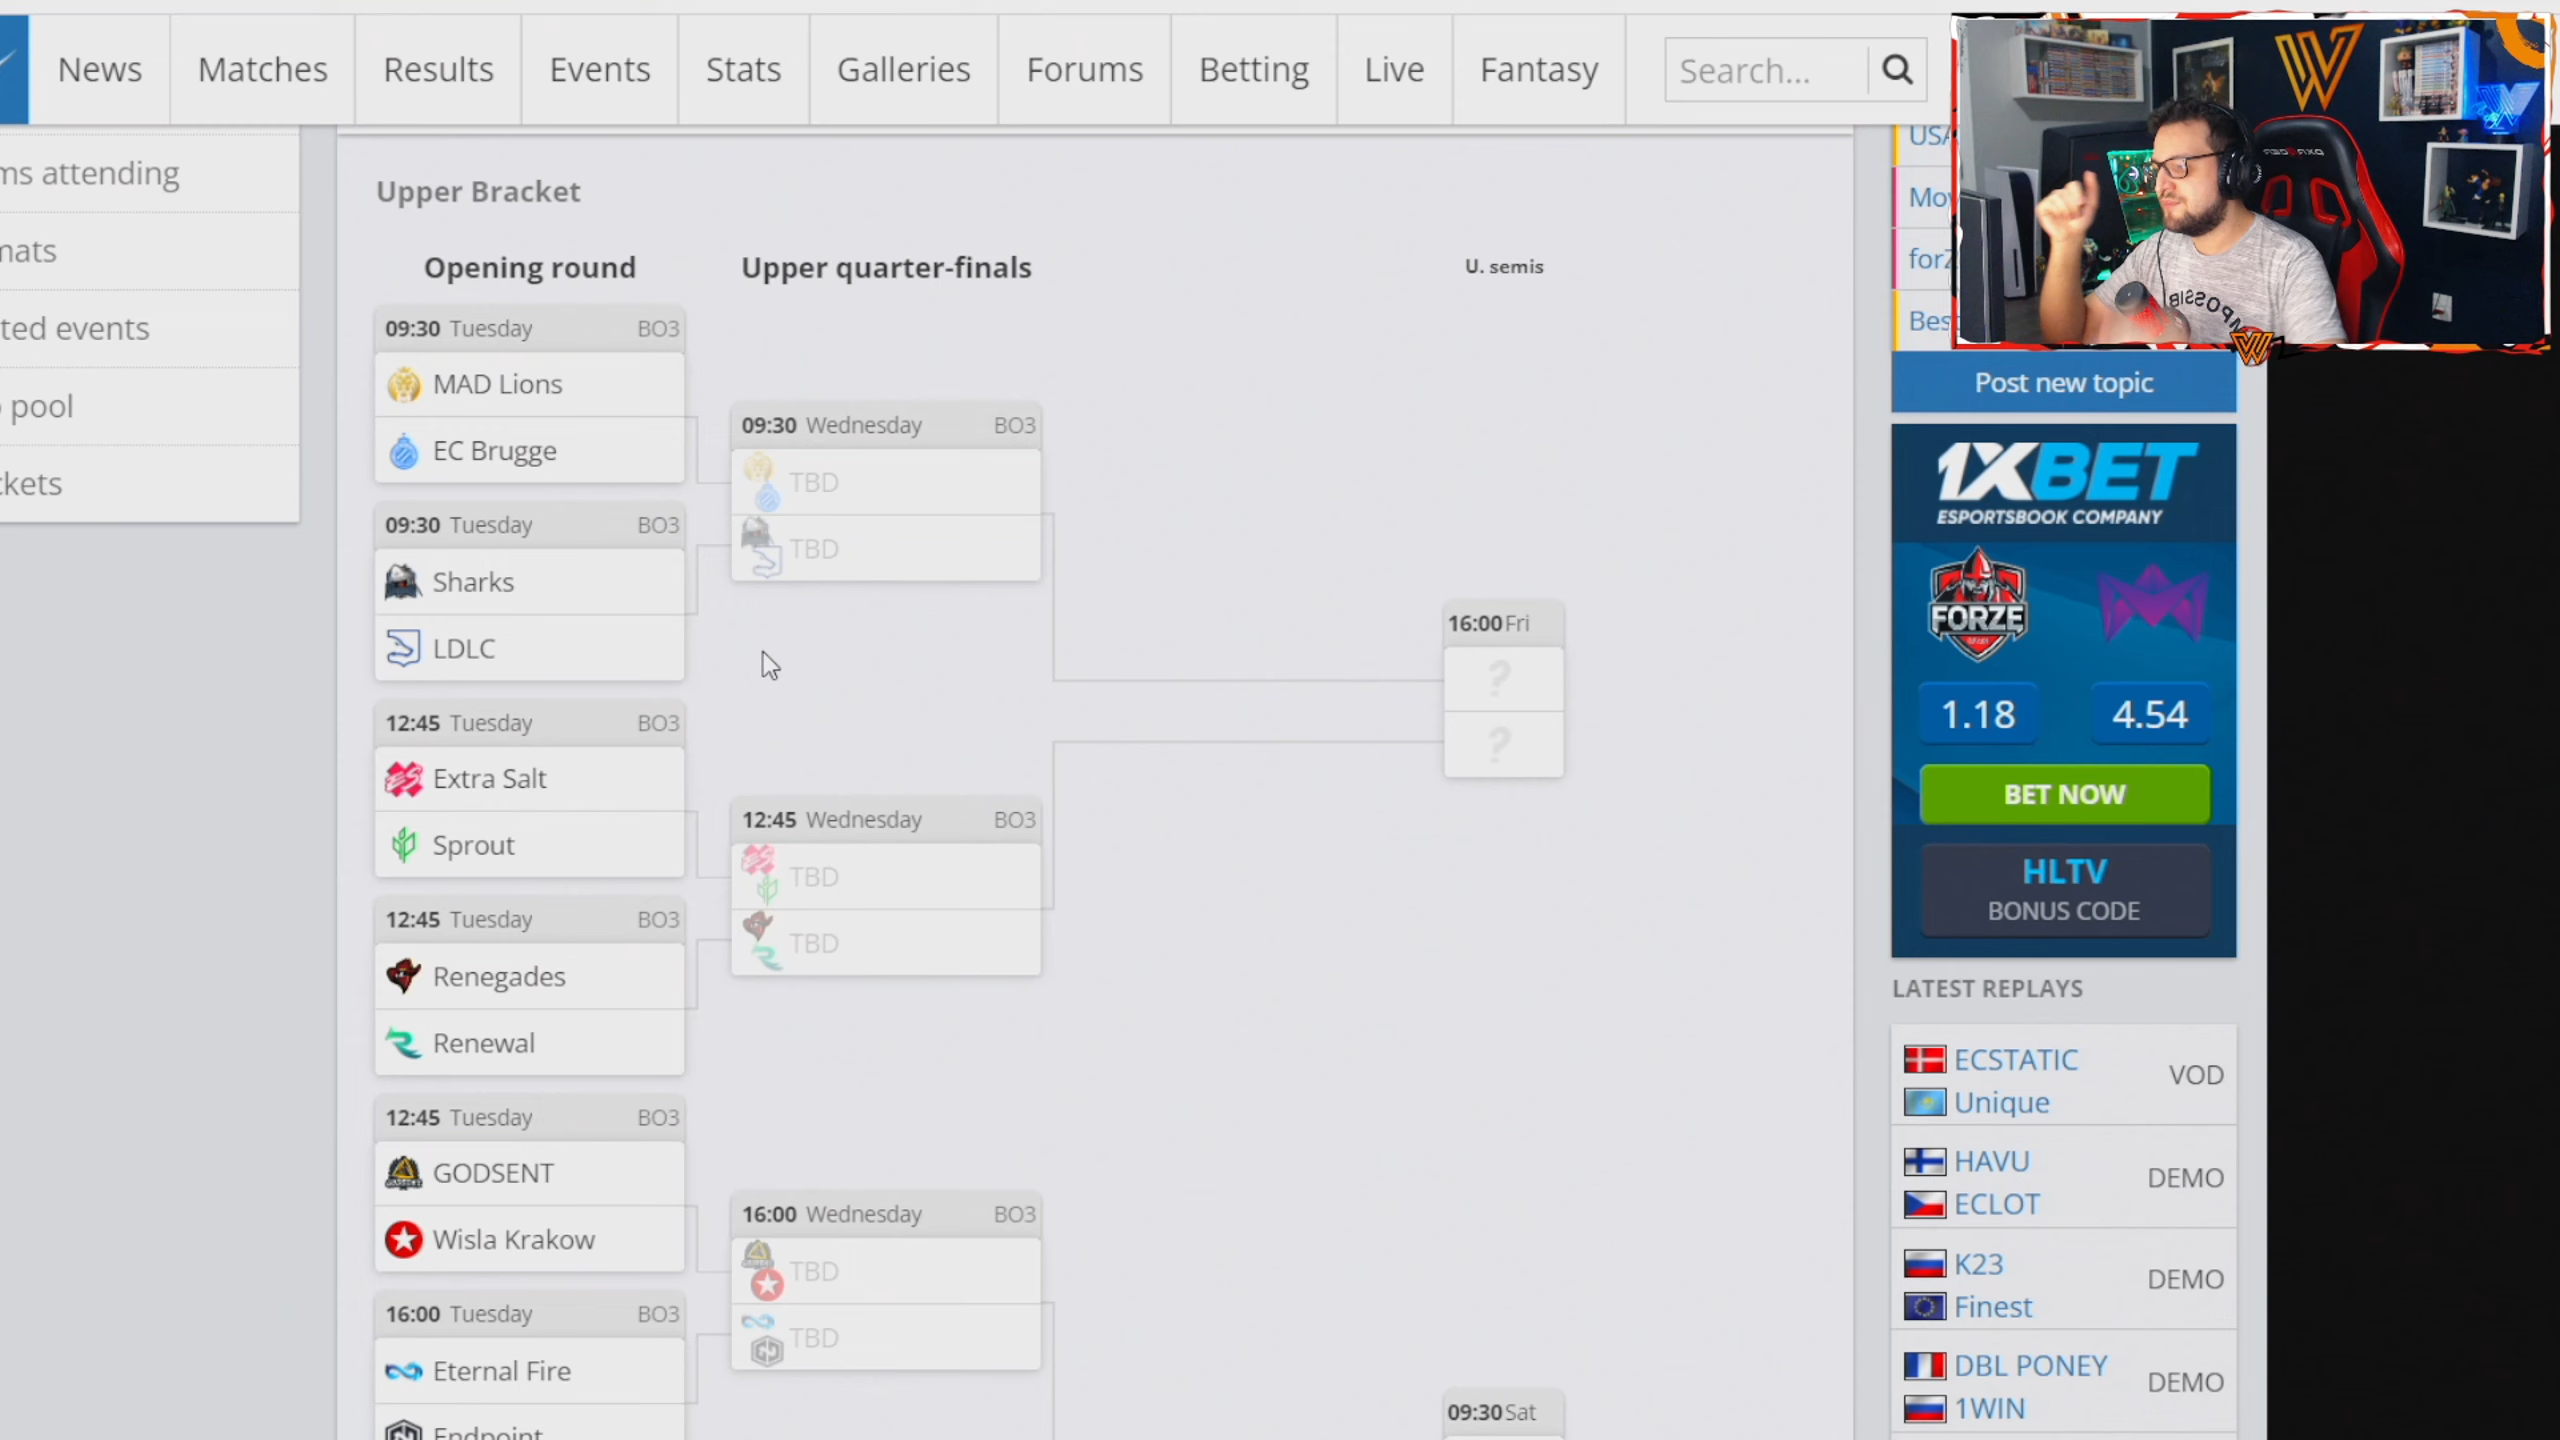 News Matches Results Events Stats Galleries Forums Betting Live Fantasy Search...
ms attending
mats
ted events
pool
kets
Upper Bracket
Opening round Upper quarter-finals U. semis
09:30 Tuesday BO3
MAD Lions
EC Brugge
09:30 Tuesday BO3
Sharks
LDLC
12:45 Tuesday BO3
Extra Salt
Sprout
12:45 Tuesday BO3
Renegades
Renewal
12:45 Tuesday BO3
GODSENT
Wisla Krakow
16:00 Tuesday BO3
Eternal Fire
Endpoint
09:30 Wednesday BO3
TBD
TBD
12:45 Wednesday BO3
TBD
TBD
16:00 Wednesday BO3
TBD
TBD
16:00 Fri
?
?
09:30 Sat
USA
Mov
forZ
Best
Post new topic
1XBET
ESPORTSBOOK COMPANY
FORZE
1.18 4.54
BET NOW
HLTV
BONUS CODE
LATEST REPLAYS
ECSTATIC
Unique
VOD
HAVU
ECLOT
DEMO
K23
Finest
DEMO
DBL PONEY
1WIN
DEMO